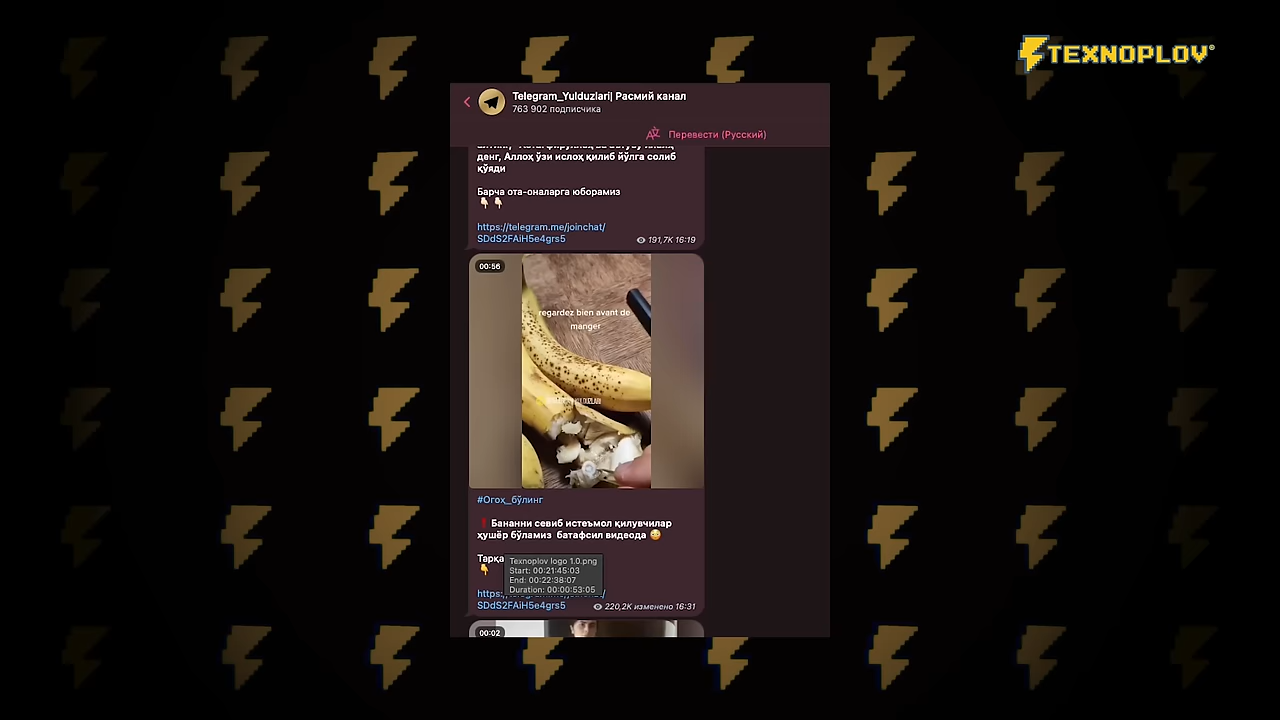 TEXNOPLOV®
Telegram_Yulduzlari| Расмий канал
763 902 подписчика
Перевести (Русский)
денг, Аллоҳ ўзи ислоҳ қилиб йўлга солиб
қўяди
Барча ота-оналарга юборамиз
👇🏻 👇🏻
https://telegram.me/joinchat/
SDdS2FAiH5e4grs5
191,7K 16:19
00:56
regardez bien avant de
manger
#Огоҳ_бўлинг
❗Бананни севиб истеъмол қилувчилар
ҳушёр бўламиз батафсил видеода 😳
Тарқа
👇
Texnoplov logo 1.0.png
Start: 00:21:45:03
End: 00:22:38:07
Duration: 00:00:53:05
https:
SDdS2FAiH5e4grs5
220,2K изменено 16:31
00:02